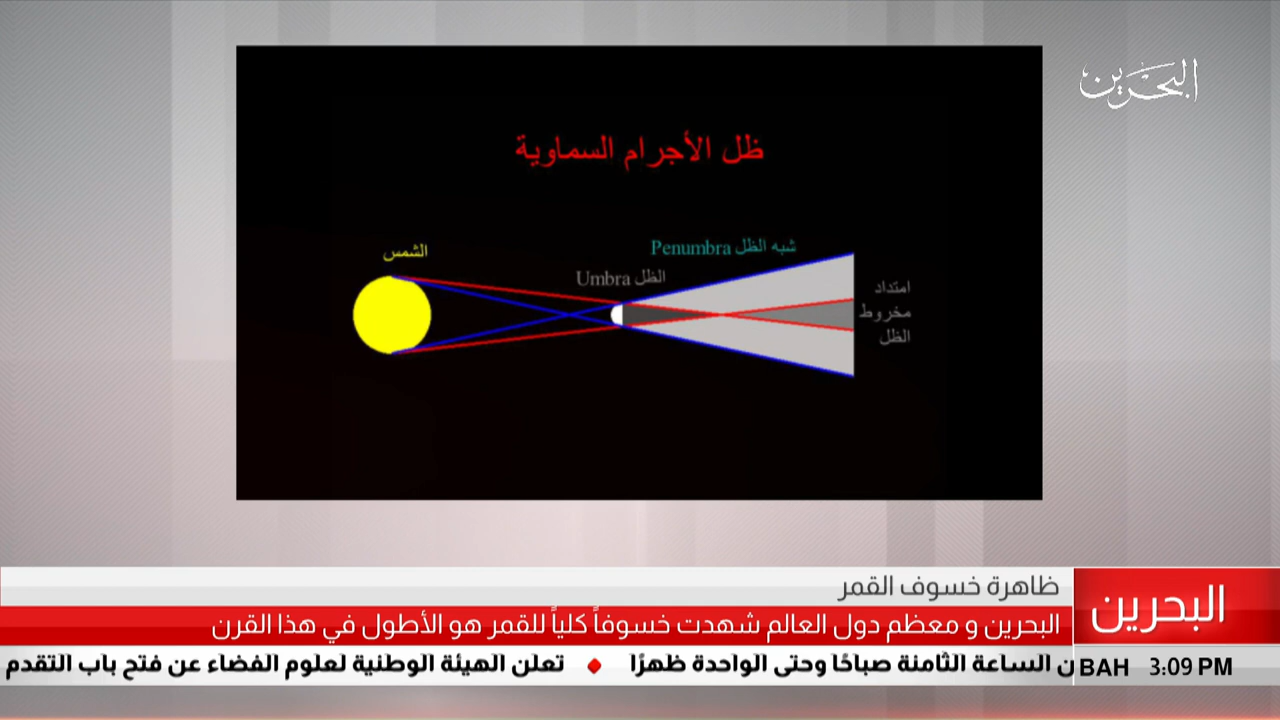 البحرين
ظل الأجرام السماوية
الشمس
شبه الظل Penumbra
الظل Umbra
امتداد
مخروط
الظل
ظاهرة خسوف القمر
البحرين
البحرين و معظم دول العالم شهدت خسوفاً كلياً للقمر هو الأطول في هذا القرن
الساعة الثامنة صباحًا وحتى الواحدة ظهرًا ♦ تعلن الهيئة الوطنية لعلوم الفضاء عن فتح باب التقدم
BAH 3:09 PM